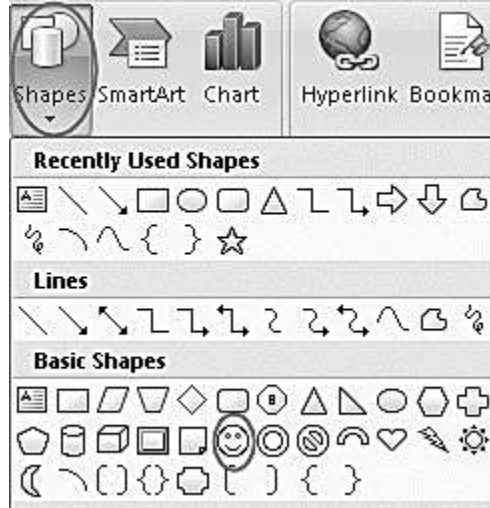 Shapes SmartArt Chart Hyperlink Bookma
Recently Used Shapes
Lines
Basic Shapes